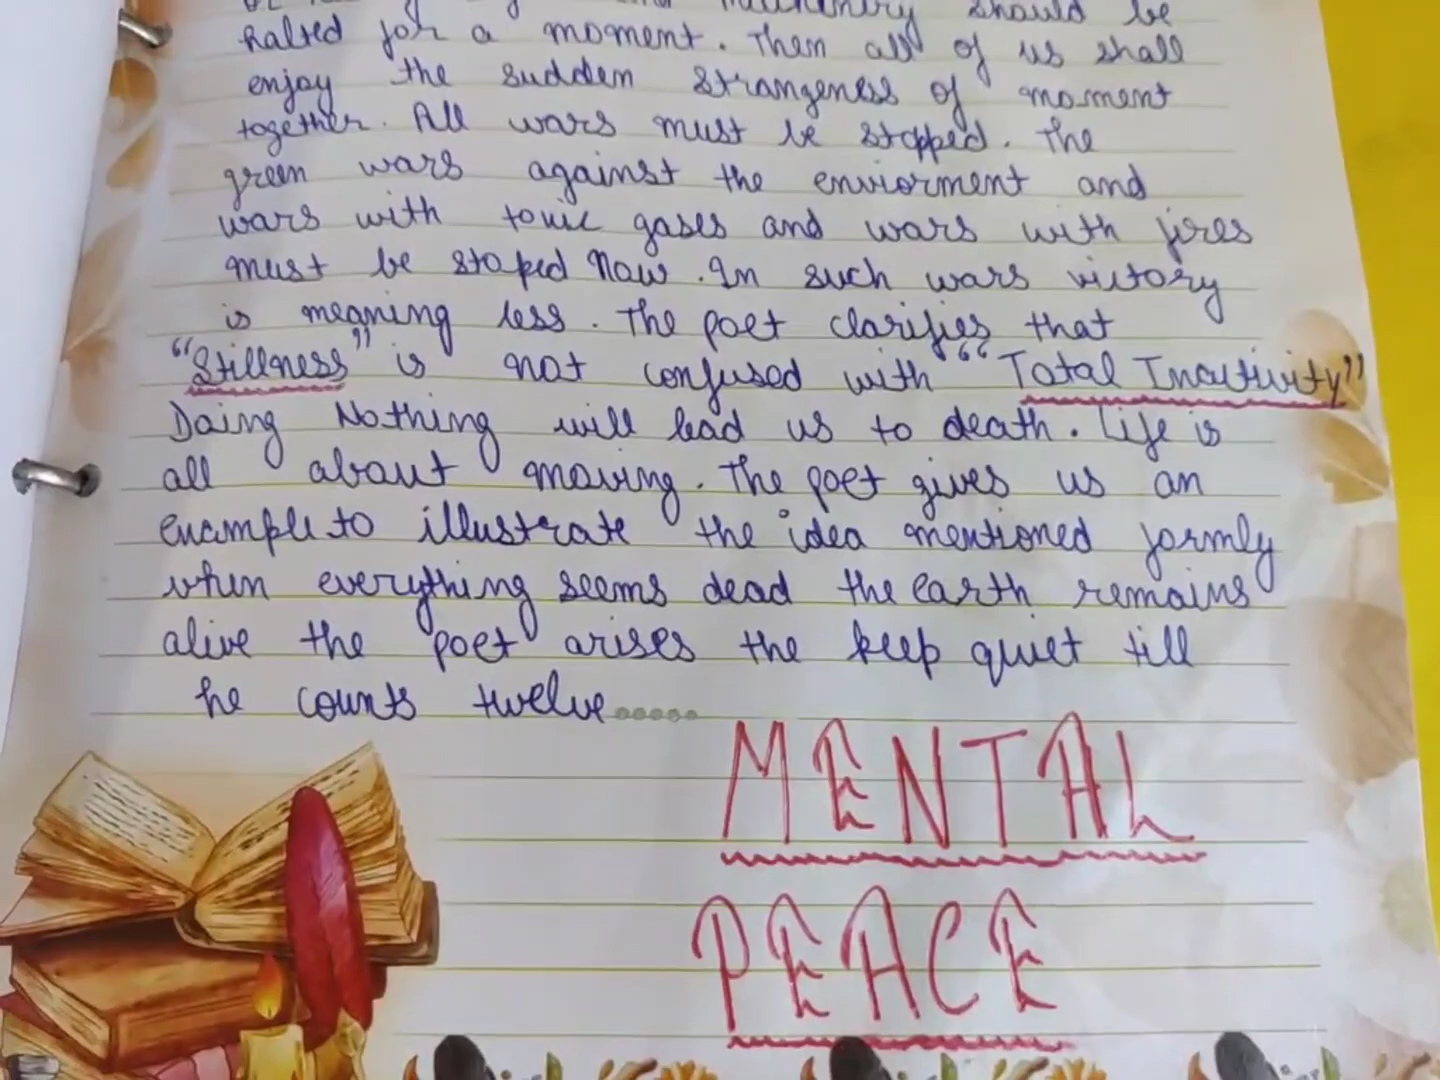 machinery should be
halted for a moment. Then all of us shall
enjoy the sudden strangeness of moment
together. All wars must be stopped. The
green wars against the enviorment and
wars with toxic gases and wars with fires
must be stoped Now. In such wars victory
is meaning less. The poet clarifies that
"Stillness" is not confused with "Total Inactivity"
Doing Nothing will lead us to death. Life is
all about moving. The poet gives us an
example to illustrate the idea mentioned formly
when everything seems dead the earth remains
alive the poet arises the keep quiet till
he counts twelve.....
MENTAL
PEACE